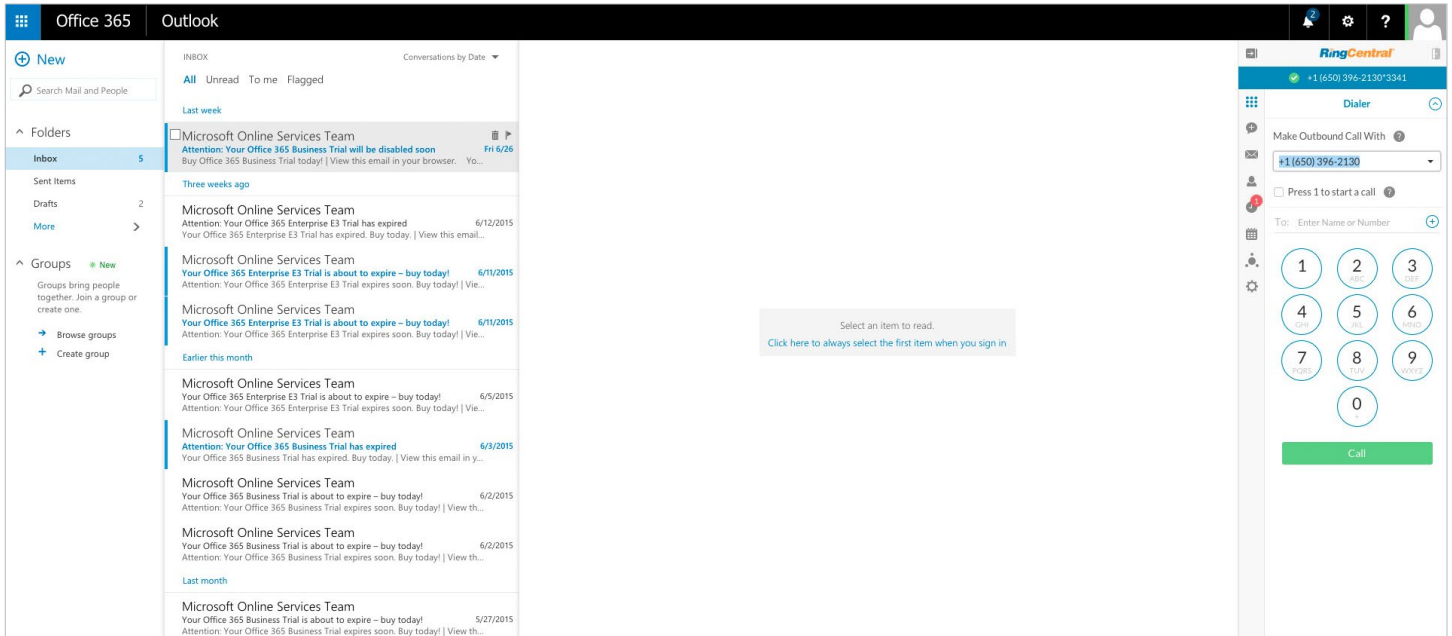 Office 365
Outlook
2
?
New
Search Mail and People
Folders
Inbox 5
Sent Items
Drafts 2
More
Groups
New
Groups bring people
together. Join a group or
create one.
Browse groups
Create group
INBOX
Conversations by Date
All Unread To me Flagged
Last week
Microsoft Online Services Team
Attention: Your Office 365 Business Trial will be disabled soon Fri 6/26
Buy Office 365 Business Trial today! | View this email in your browser. Yo...
Three weeks ago
Microsoft Online Services Team
Attention: Your Office 365 Enterprise E3 Trial has expired 6/12/2015
Your Office 365 Enterprise E3 Trial has expired. Buy today. | View this email...
Microsoft Online Services Team
Your Office 365 Enterprise E3 Trial is about to expire – buy today! 6/11/2015
Attention: Your Office 365 Enterprise E3 Trial expires soon. Buy today! | Vie...
Microsoft Online Services Team
Your Office 365 Enterprise E3 Trial is about to expire – buy today! 6/11/2015
Attention: Your Office 365 Enterprise E3 Trial expires soon. Buy today! | Vie...
Earlier this month
Microsoft Online Services Team
Your Office 365 Enterprise E3 Trial is about to expire – buy today! 6/5/2015
Attention: Your Office 365 Enterprise E3 Trial expires soon. Buy today! | Vie...
Microsoft Online Services Team
Attention: Your Office 365 Business Trial has expired 6/3/2015
Your Office 365 Business Trial has expired. Buy today. | View this email in y...
Microsoft Online Services Team
Your Office 365 Business Trial is about to expire – buy today! 6/2/2015
Attention: Your Office 365 Business Trial expires soon. Buy today! | View th...
Microsoft Online Services Team
Your Office 365 Business Trial is about to expire – buy today! 6/2/2015
Attention: Your Office 365 Business Trial expires soon. Buy today! | View th...
Last month
Microsoft Online Services Team
Your Office 365 Business Trial is about to expire – buy today! 5/27/2015
Attention: Your Office 365 Business Trial expires soon. Buy today! | View th...
Select an item to read.
Click here to always select the first item when you sign in
RingCentral
+1 (650) 396-2130*3341
Dialer
Make Outbound Call With ?
+1 (650) 396-2130
Press 1 to start a call ?
1
To: Enter Name or Number
1 2 3
ABC DEF
4 5 6
GHI JKL MNO
7 8 9
PQRS TUV WXYZ
0
+
Call